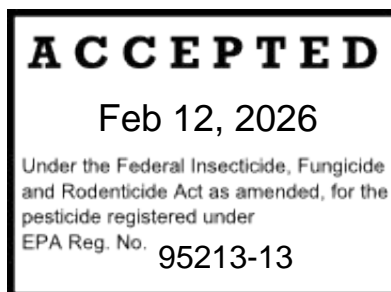 ACCEPTED
Feb 12, 2026
Under the Federal Insecticide, Fungicide
and Rodenticide Act as amended, for the
pesticide registered under
EPA Reg. No. 95213-13